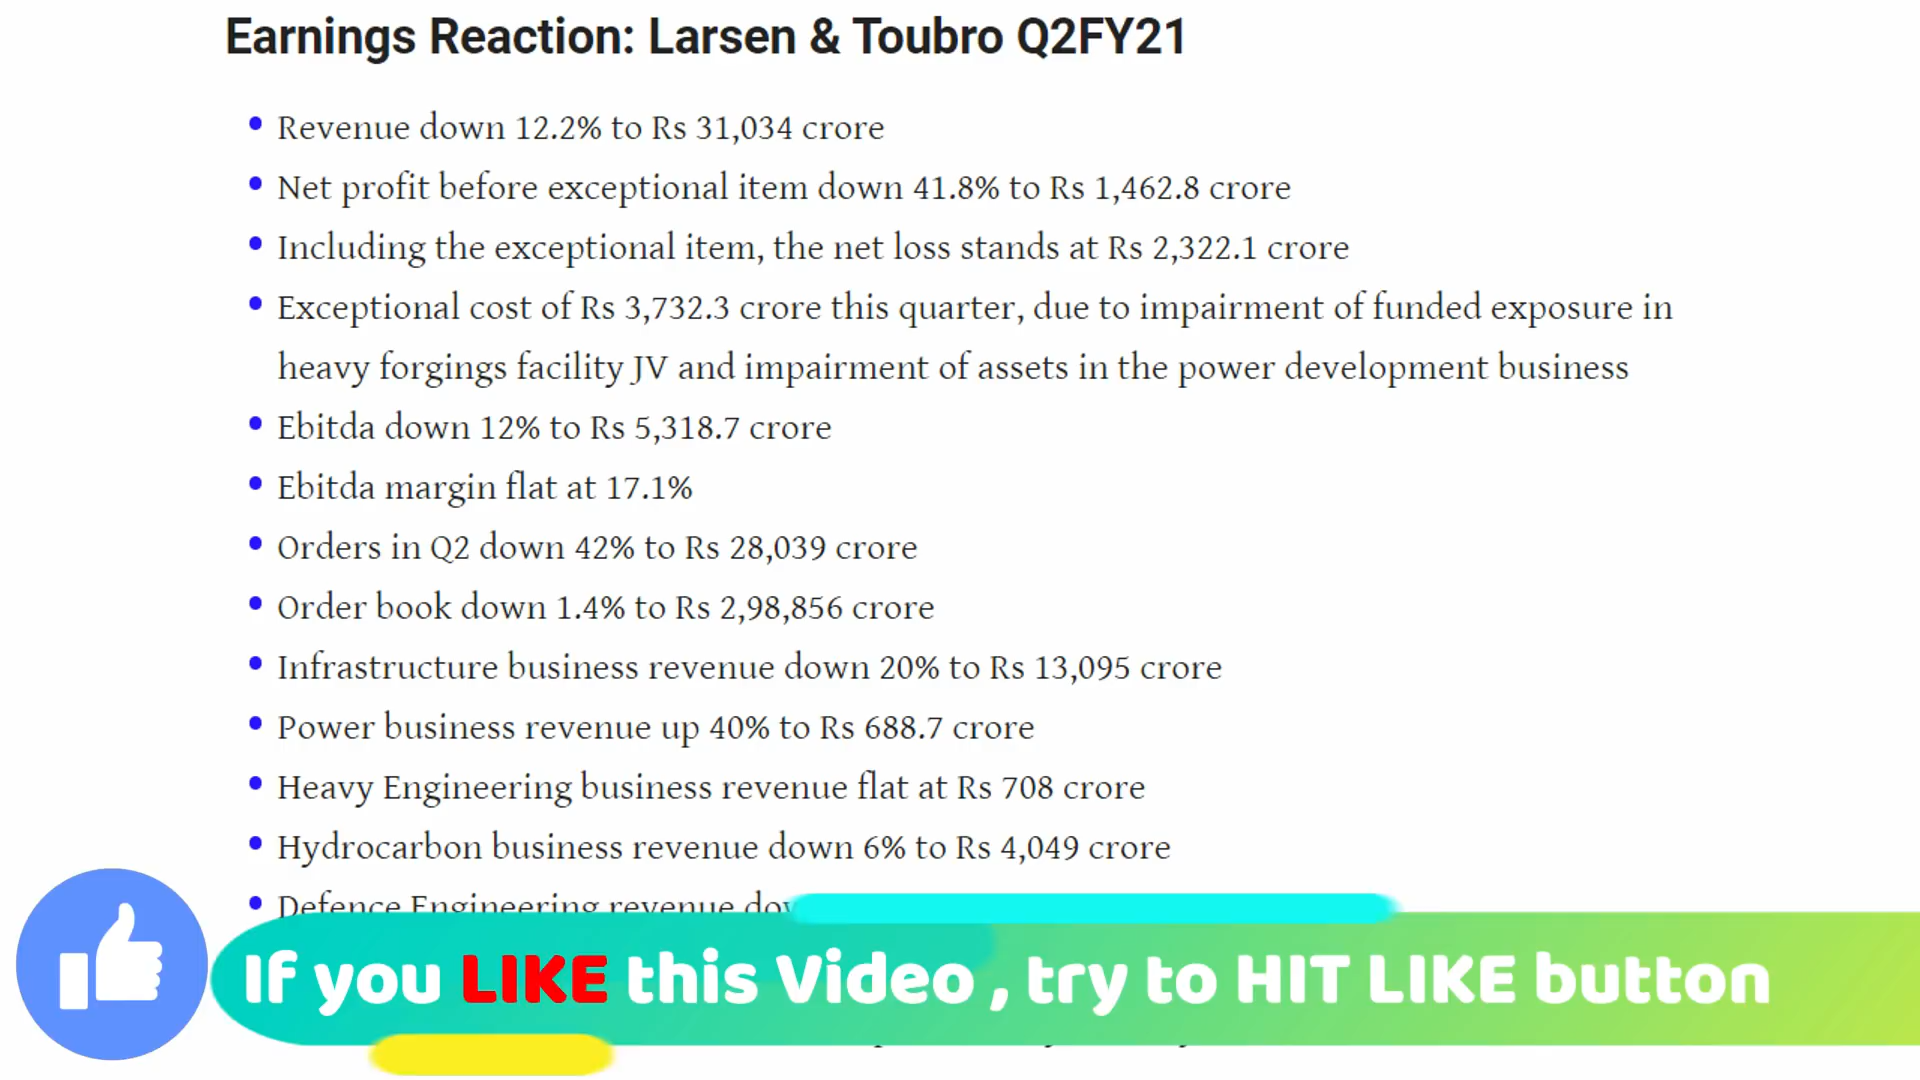 Earnings Reaction: Larsen & Toubro Q2FY21
Revenue down 12.2% to Rs 31,034 crore
Net profit before exceptional item down 41.8% to Rs 1,462.8 crore
Including the exceptional item, the net loss stands at Rs 2,322.1 crore
Exceptional cost of Rs 3,732.3 crore this quarter, due to impairment of funded exposure in
heavy forgings facility JV and impairment of assets in the power development business
Ebitda down 12% to Rs 5,318.7 crore
Ebitda margin flat at 17.1%
Orders in Q2 down 42% to Rs 28,039 crore
Order book down 1.4% to Rs 2,98,856 crore
Infrastructure business revenue down 20% to Rs 13,095 crore
Power business revenue up 40% to Rs 688.7 crore
Heavy Engineering business revenue flat at Rs 708 crore
Hydrocarbon business revenue down 6% to Rs 4,049 crore
Defence Engineering revenue
If you LIKE this Video , try to HIT LIKE button